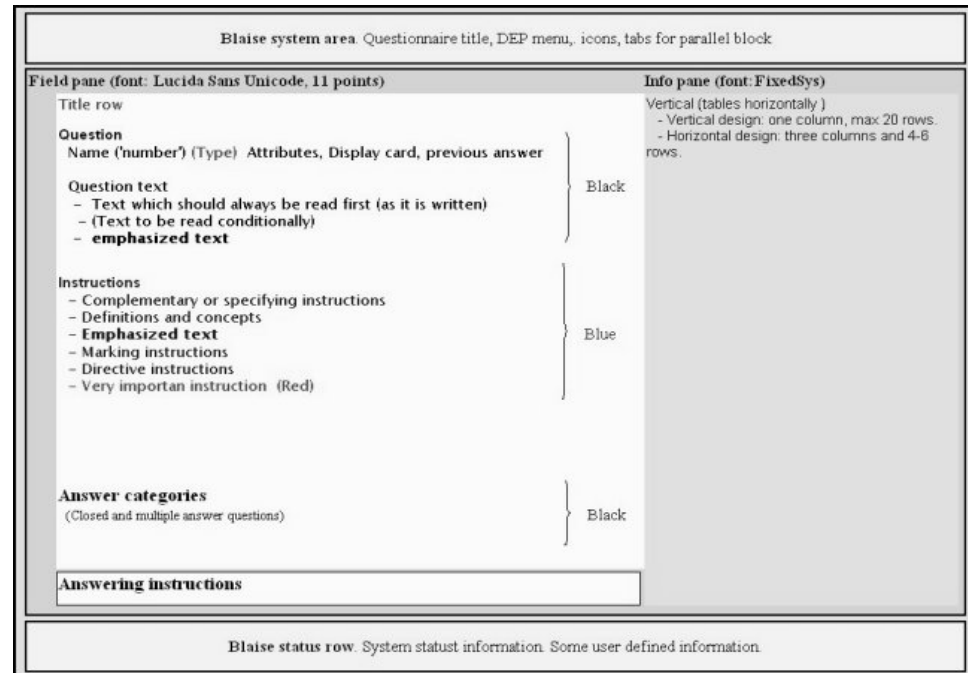 Blaise system area. Questionnaire title, DEP menu,. icons, tabs for parallel block
Field pane (font: Lucida Sans Unicode, 11 points)
Title row
Question
Name ('number') (Type) Attributes, Display card, previous answer
Question text
- Text which should always be read first (as it is written)
- (Text to be read conditionally)
- emphasized text
Black
Instructions
- Complementary or specifying instructions
- Definitions and concepts
- Emphasized text
- Marking instructions
- Directive instructions
- Very importan instruction (Red)
Blue
Answer categories
(Closed and multiple answer questions)
Black
Answering instructions
Info pane (font:FixedSys)
Vertical (tables horizontally )
- Vertical design: one column, max 20 rows.
- Horizontal design: three columns and 4-6
rows.
Blaise status row. System statust information. Some user defined information.